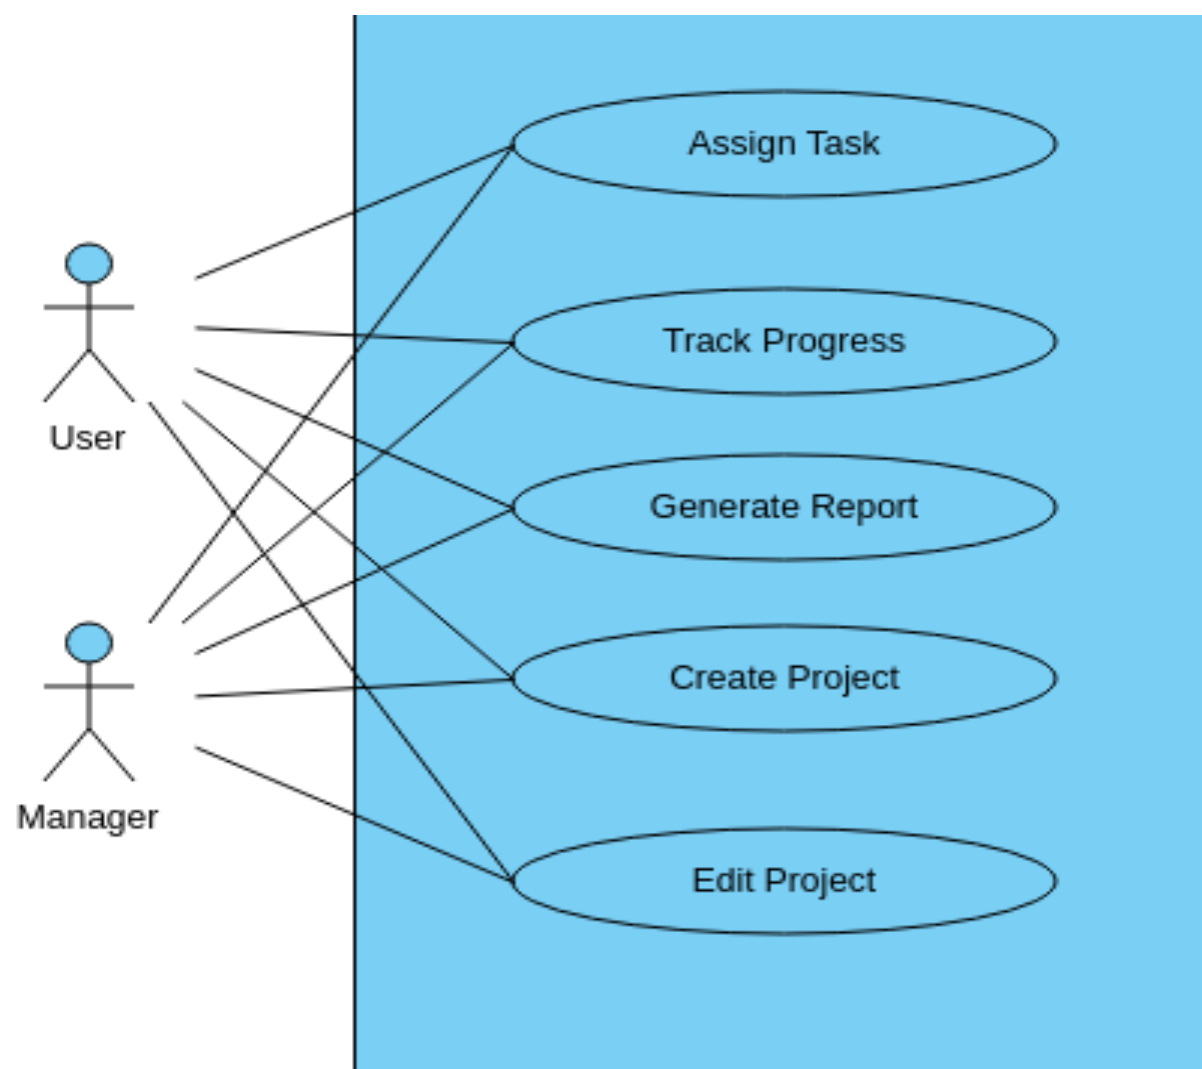 Assign Task
Track Progress
User
Generate Report
Create Project
Manager
Edit Project